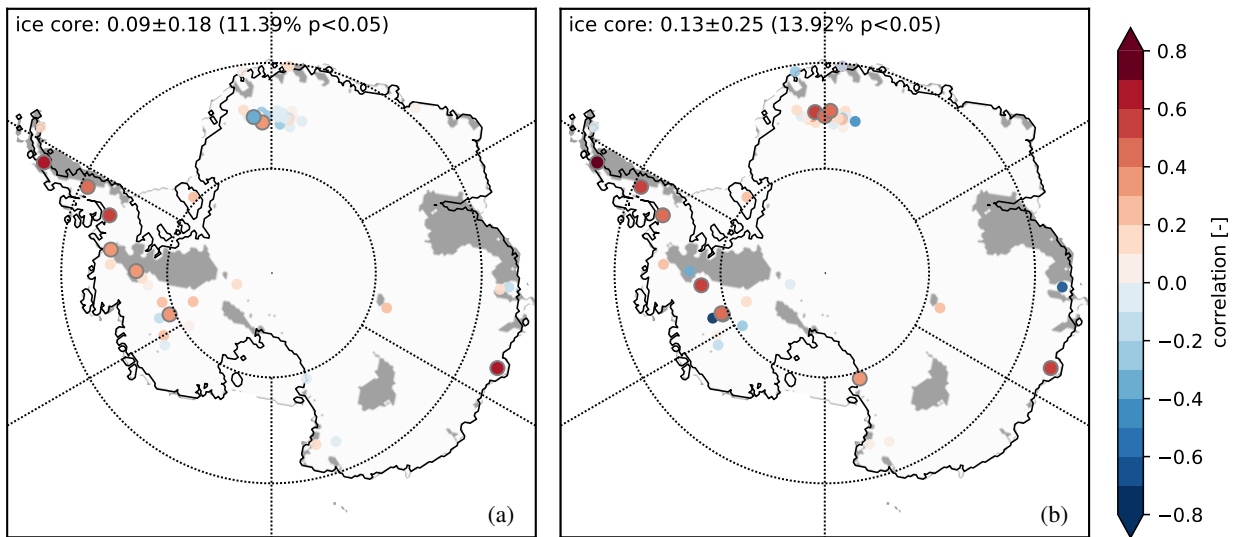 ice core: 0.09±0.18 (11.39% p<0.05)
(a)
ice core: 0.13±0.25 (13.92% p<0.05)
(b)
0.8
0.6
0.4
0.2
0.0
−0.2
−0.4
−0.6
−0.8
correlation [-]